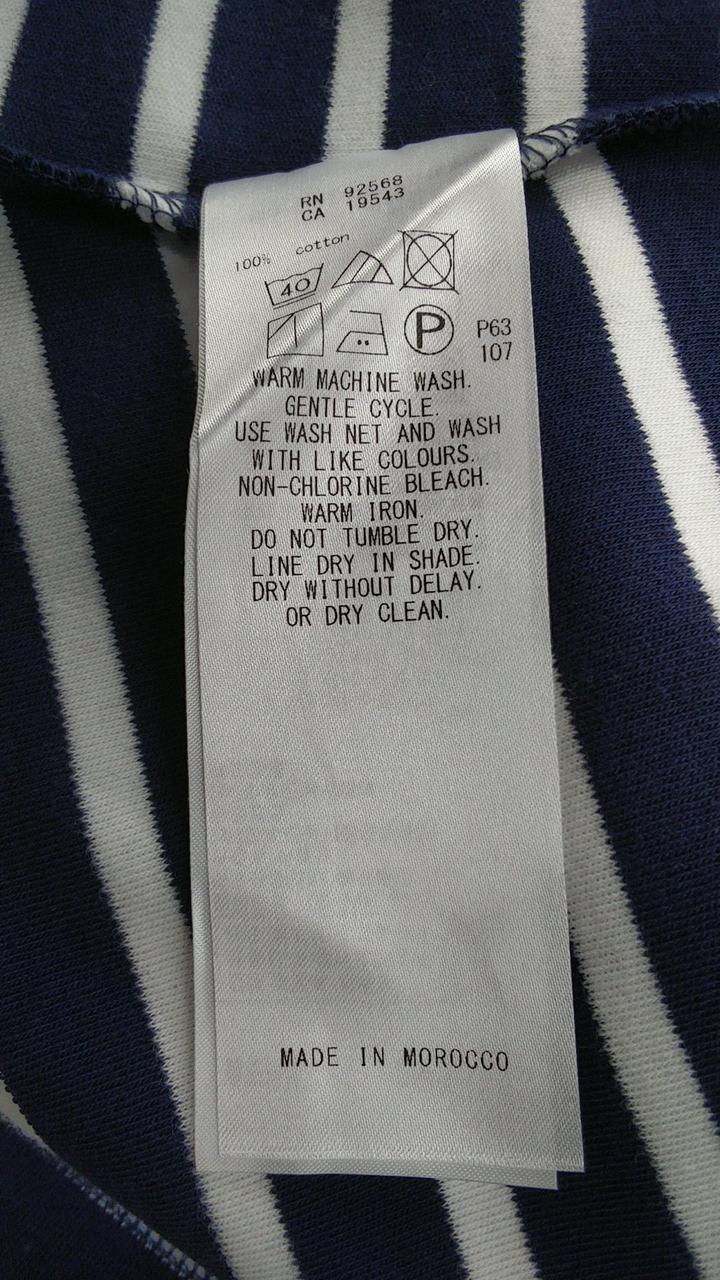 RN 92568
CA 19543
100% cotton
40
P
P63
107
WARM MACHINE WASH.
GENTLE CYCLE.
USE WASH NET AND WASH
WITH LIKE COLOURS.
NON-CHLORINE BLEACH.
WARM IRON.
DO NOT TUMBLE DRY.
LINE DRY IN SHADE.
DRY WITHOUT DELAY.
OR DRY CLEAN.
MADE IN MOROCCO